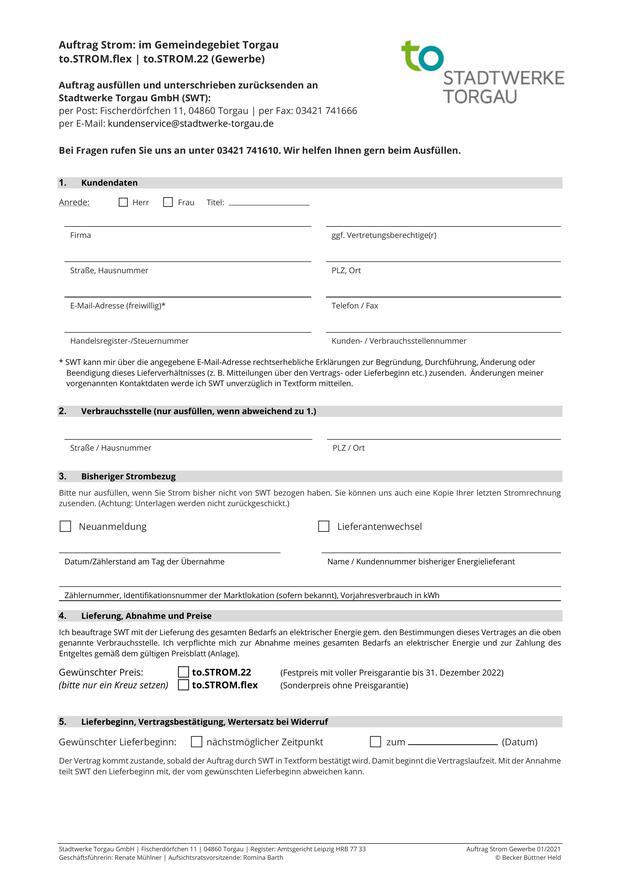 Auftrag Strom: im Gemeindegebiet Torgau
to.STROM.flex | to.STROM.22 (Gewerbe)
to
STADTWERKE
TORGAU
Auftrag ausfüllen und unterschrieben zurücksenden an
Stadtwerke Torgau GmbH (SWT):
per Post: Fischerdörfchen 11, 04860 Torgau | per Fax: 03421 741666
per E-Mail: kundenservice@stadtwerke-torgau.de
Bei Fragen rufen Sie uns an unter 03421 741610. Wir helfen Ihnen gern beim Ausfüllen.
1. Kundendaten
Anrede: Herr Frau Titel:
Firma ggf. Vertretungsberechtige(r)
Straße, Hausnummer PLZ, Ort
E-Mail-Adresse (freiwillig)* Telefon / Fax
Handelsregister-/Steuernummer Kunden- / Verbrauchsstellennummer
* SWT kann mir über die angegebene E-Mail-Adresse rechtserhebliche Erklärungen zur Begründung, Durchführung, Änderung oder
Beendigung dieses Lieferverhältnisses (z. B. Mitteilungen über den Vertrags- oder Lieferbeginn etc.) zusenden. Änderungen meiner
vorgenannten Kontaktdaten werde ich SWT unverzüglich in Textform mitteilen.
2. Verbrauchsstelle (nur ausfüllen, wenn abweichend zu 1.)
Straße / Hausnummer PLZ / Ort
3. Bisheriger Strombezug
Bitte nur ausfüllen, wenn Sie Strom bisher nicht von SWT bezogen haben. Sie können uns auch eine Kopie Ihrer letzten Stromrechnung
zusenden. (Achtung: Unterlagen werden nicht zurückgeschickt.)
Neuanmeldung Lieferantenwechsel
Datum/Zählerstand am Tag der Übernahme Name / Kundennummer bisheriger Energielieferant
Zählernummer, Identifikationsnummer der Marktlokation (sofern bekannt), Vorjahresverbrauch in kWh
4. Lieferung, Abnahme und Preise
Ich beauftrage SWT mit der Lieferung des gesamten Bedarfs an elektrischer Energie gem. den Bestimmungen dieses Vertrages an die oben
genannte Verbrauchsstelle. Ich verpflichte mich zur Abnahme meines gesamten Bedarfs an elektrischer Energie und zur Zahlung des
Entgeltes gemäß dem gültigen Preisblatt (Anlage).
Gewünschter Preis: to.STROM.22 (Festpreis mit voller Preisgarantie bis 31. Dezember 2022)
(bitte nur ein Kreuz setzen) to.STROM.flex (Sonderpreis ohne Preisgarantie)
5. Lieferbeginn, Vertragsbestätigung, Wertersatz bei Widerruf
Gewünschter Lieferbeginn: nächstmöglicher Zeitpunkt zum (Datum)
Der Vertrag kommt zustande, sobald der Auftrag durch SWT in Textform bestätigt wird. Damit beginnt die Vertragslaufzeit. Mit der Annahme
teilt SWT den Lieferbeginn mit, der vom gewünschten Lieferbeginn abweichen kann.
Stadtwerke Torgau GmbH | Fischerdörfchen 11 | 04860 Torgau | Register: Amtsgericht Leipzig HRB 77 33 Auftrag Strom Gewerbe 01/2021
Geschäftsführerin: Renate Mühlner | Aufsichtsratsvorsitzende: Romina Barth © Becker Büttner Held